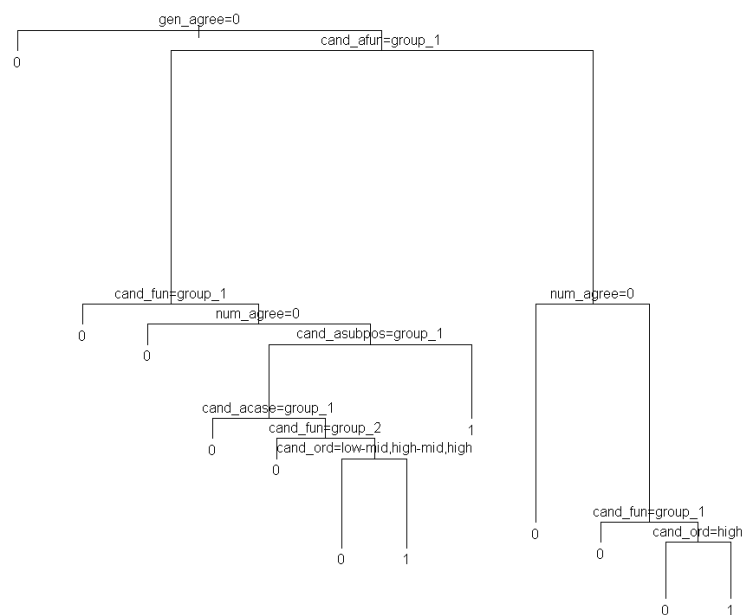 gen_agree=0
cand_afun=group_1
0
cand_fun=group_1
num_agree=0
num_agree=0
0
0
cand_asubpos=group_1
cand_acase=group_1
1
0
cand_fun=group_2
0
cand_ord=low-mid,high-mid,high
0
1
0
cand_fun=group_1
0
cand_ord=high
0
1